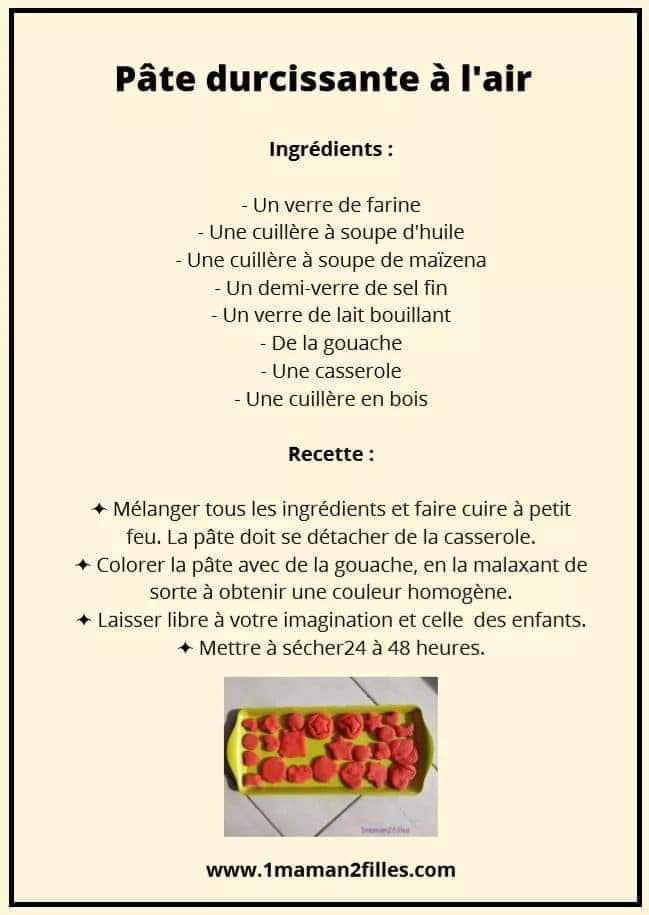 Pâte durcissante à l'air
Ingrédients :
- Un verre de farine
- Une cuillère à soupe d'huile
- Une cuillère à soupe de maïzena
- Un demi-verre de sel fin
- Un verre de lait bouillant
- De la gouache
- Une casserole
- Une cuillère en bois
Recette :
✦ Mélanger tous les ingrédients et faire cuire à petit
feu. La pâte doit se détacher de la casserole.
✦ Colorer la pâte avec de la gouache, en la malaxant de
sorte à obtenir une couleur homogène.
✦ Laisser libre à votre imagination et celle  des enfants.
✦ Mettre à sécher24 à 48 heures.
1maman2filles
www.1maman2filles.com